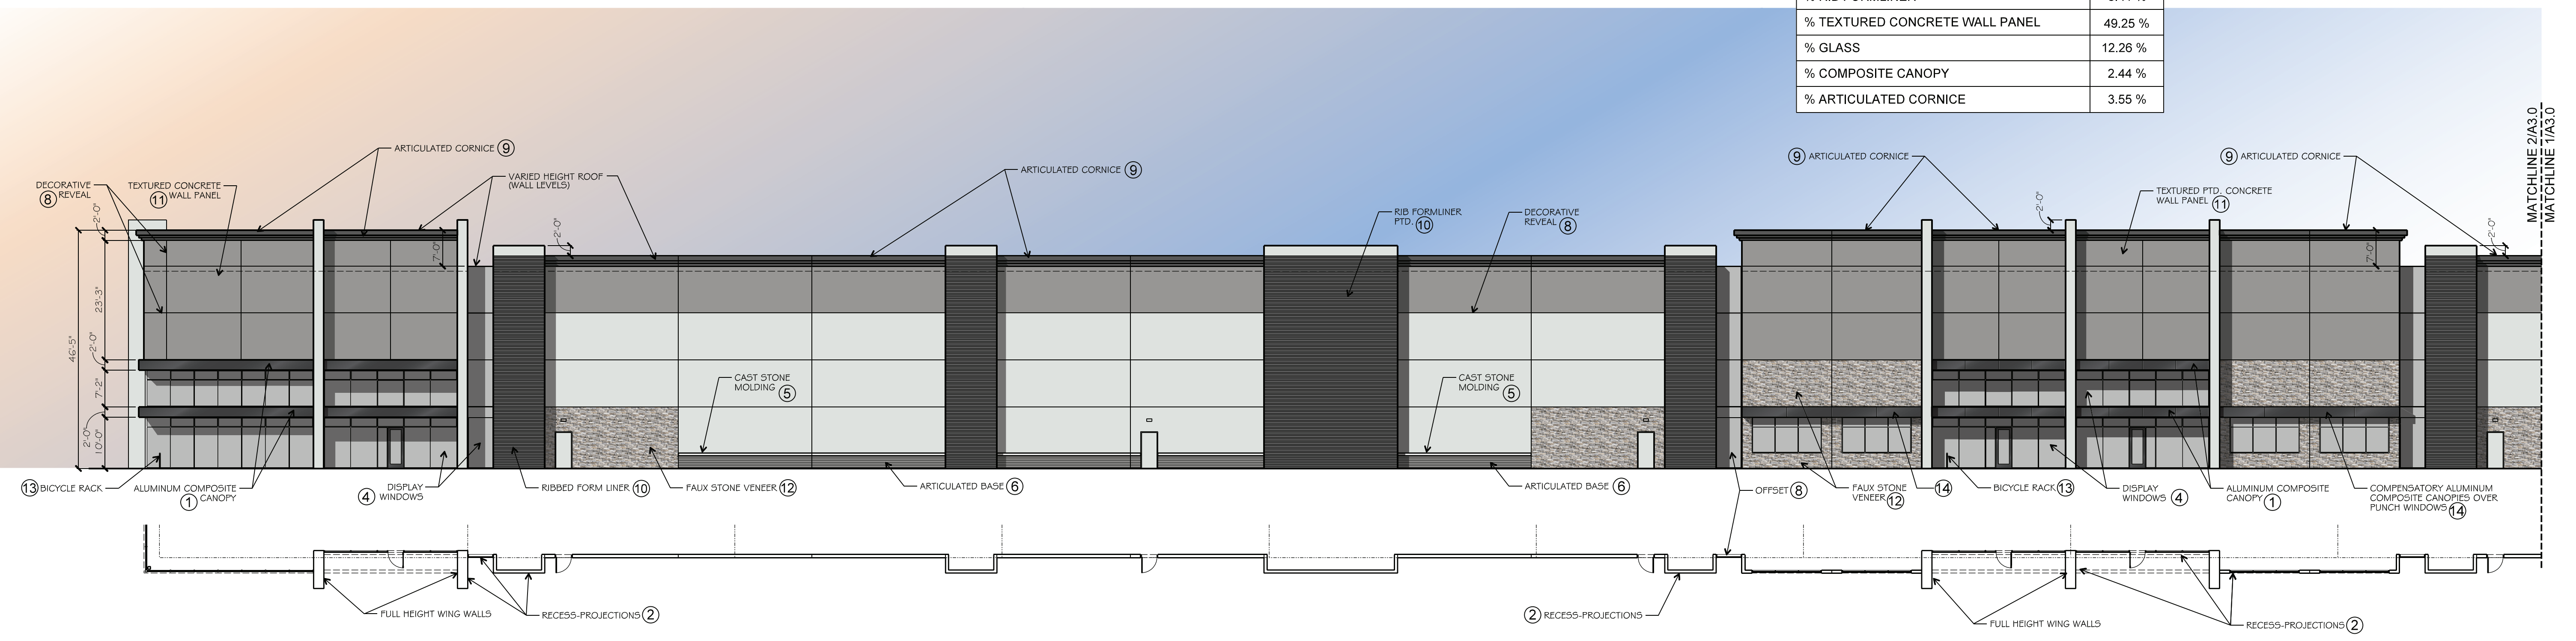 % TEXTURED CONCRETE WALL PANEL 49.25 %
% GLASS 12.26 %
% COMPOSITE CANOPY 2.44 %
% ARTICULATED CORNICE 3.55 %
MATCHLINE 2/A3.0
MATCHLINE 1/A3.0
ARTICULATED CORNICE 9
DECORATIVE
8 REVEAL
TEXTURED CONCRETE
11 WALL PANEL
VARIED HEIGHT ROOF
(WALL LEVELS)
ARTICULATED CORNICE 9
RIB FORMLINER
PTD. 10
DECORATIVE
REVEAL 8
9 ARTICULATED CORNICE
9 ARTICULATED CORNICE
TEXTURED PTD. CONCRETE
WALL PANEL 11
2'-0"
7'-0"
2'-0"
2'-0"
7'-0"
2'-0"
46'-5"
23'-3"
2'-0"
7'-2"
2'-0"
10'-0"
CAST STONE
MOLDING 5
CAST STONE
MOLDING 5
13 BICYCLE RACK
ALUMINUM COMPOSITE
CANOPY
1
DISPLAY
4 WINDOWS
RIBBED FORM LINER 10
FAUX STONE VENEER 12
ARTICULATED BASE 6
ARTICULATED BASE 6
OFFSET 8
FAUX STONE
VENEER 12
14
BICYCLE RACK 13
DISPLAY
WINDOWS 4
ALUMINUM COMPOSITE
CANOPY 1
COMPENSATORY ALUMINUM
COMPOSITE CANOPIES OVER
PUNCH WINDOWS 14
FULL HEIGHT WING WALLS
RECESS-PROJECTIONS 2
2 RECESS-PROJECTIONS
FULL HEIGHT WING WALLS
RECESS-PROJECTIONS 2